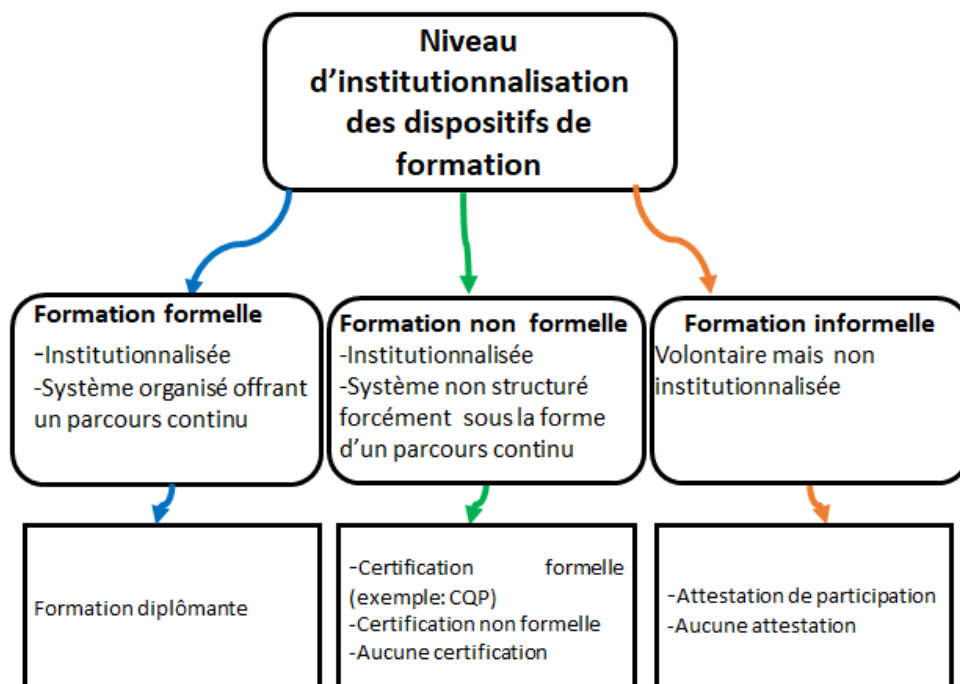 Niveau
d'institutionnalisation
des dispositifs de
formation
Formation formelle
-Institutionnalisée
-Système organisé offrant
un parcours continu
Formation non formelle
-Institutionnalisée
-Système non structuré
forcément sous la forme
d'un parcours continu
Formation informelle
Volontaire mais non
institutionnalisée
Formation diplômante
-Certification formelle
(exemple: CQP)
-Certification non formelle
-Aucune certification
-Attestation de participation
-Aucune attestation